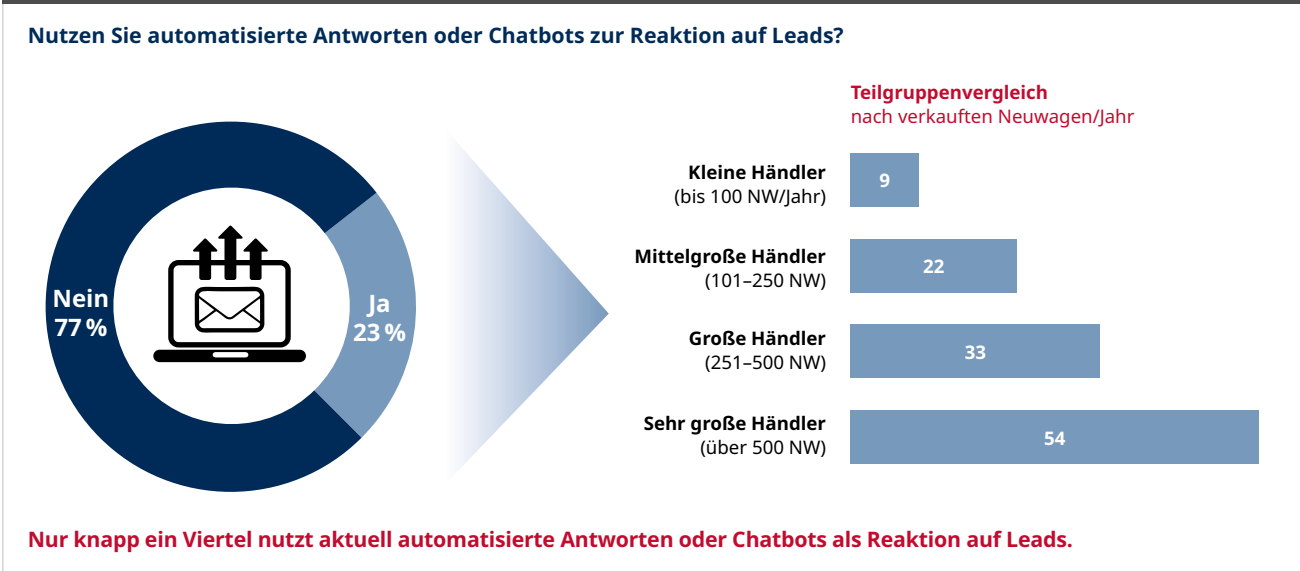 Nutzen Sie automatisierte Antworten oder Chatbots zur Reaktion auf Leads?
Nein
77 %
Ja
23 %
Teilgruppenvergleich
nach verkauften Neuwagen/Jahr
Kleine Händler
(bis 100 NW/Jahr)
9
Mittelgroße Händler
(101–250 NW)
22
Große Händler
(251–500 NW)
33
Sehr große Händler
(über 500 NW)
54
Nur knapp ein Viertel nutzt aktuell automatisierte Antworten oder Chatbots als Reaktion auf Leads.